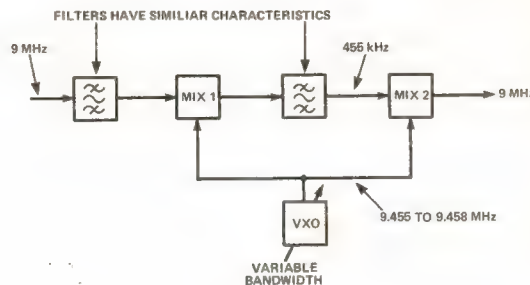 FILTERS HAVE SIMILIAR CHARACTERISTICS
9 MHz
455 kHz
MIX 1
MIX 2
9 MH
VXO
9.455 TO 9.458 MHz
VARIABLE
BANDWIDTH